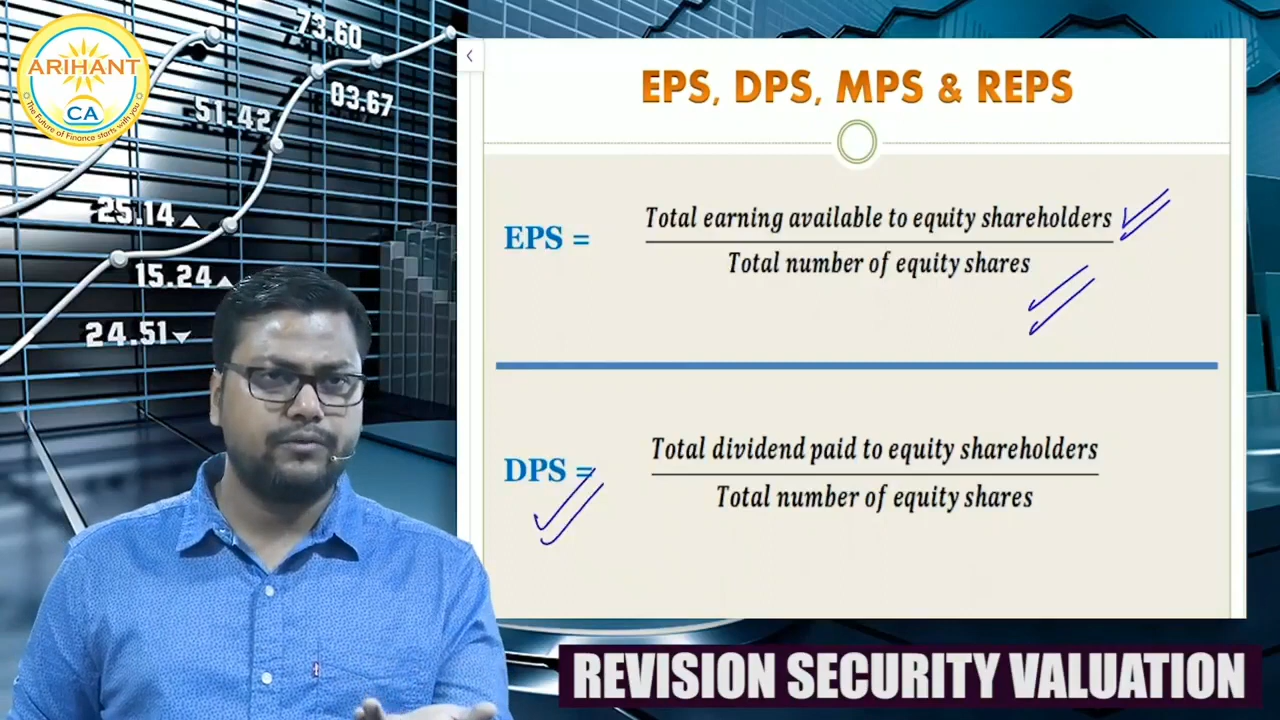 ARIHANT
CA
The Future of Finance starts with you
73.60
03.67
51.42
25.14
15.24
24.51
EPS, DPS, MPS & REPS
EPS =
Total earning available to equity shareholders
Total number of equity shares
DPS =
Total dividend paid to equity shareholders
Total number of equity shares
REVISION SECURITY VALUATION